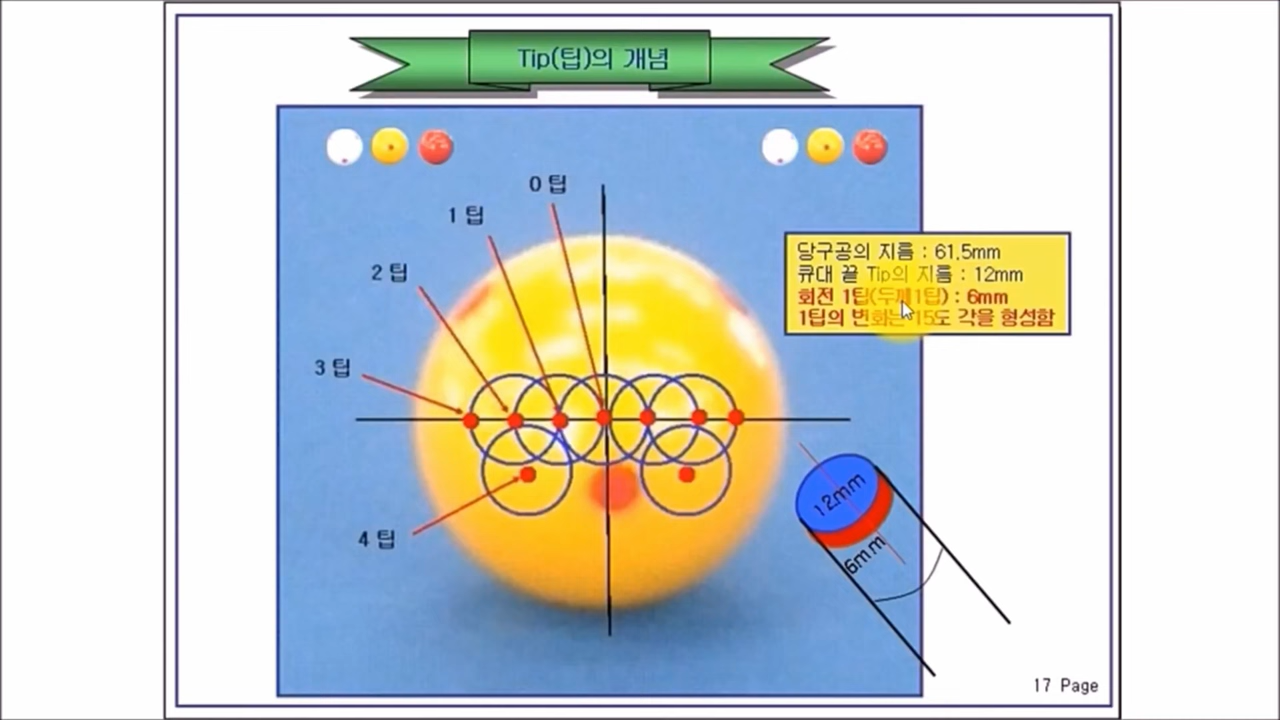 Tip(팁)의 개념
0 팁
1 팁
2 팁
3 팁
4 팁
당구공의 지름 : 61.5mm
큐대 끝 Tip의 지름 : 12mm
회전 1팁(두께1팁) : 6mm
1팁의 변화는 15도 각을 형성함
12mm
6mm
17 Page